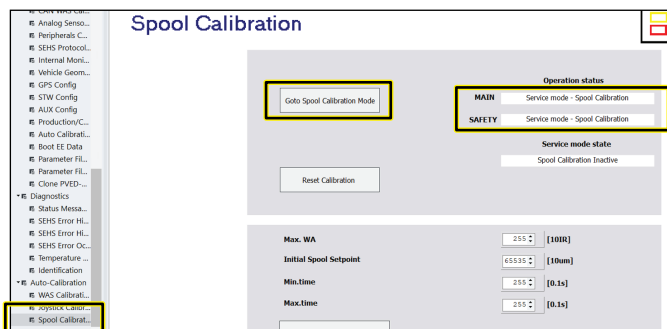 CAN WAS Cal...
Analog Senso...
Peripherals C...
SEHS Protocol...
Internal Moni...
Vehicle Geom...
GPS Config
STW Config
AUX Config
Production/C...
Auto Calibrati...
Boot EE Data
Parameter Fil...
Parameter Fil...
Clone PVED-...
Diagnostics
Status Messa...
SEHS Error Hi...
SEHS Error Hi...
SEHS Error Oc...
Temperature ...
Identification
Auto-Calibration
WAS Calibrati...
Joystick Calibr...
Spool Calibrat...
Spool Calibration
Goto Spool Calibration Mode
Operation status
MAIN Service mode - Spool Calibration
SAFETY Service mode - Spool Calibration
Service mode state
Spool Calibration Inactive
Reset Calibration
Max. WA 255 [10IR]
Initial Spool Setpoint 65535 [10um]
Min.time 255 [0.1s]
Max.time 255 [0.1s]